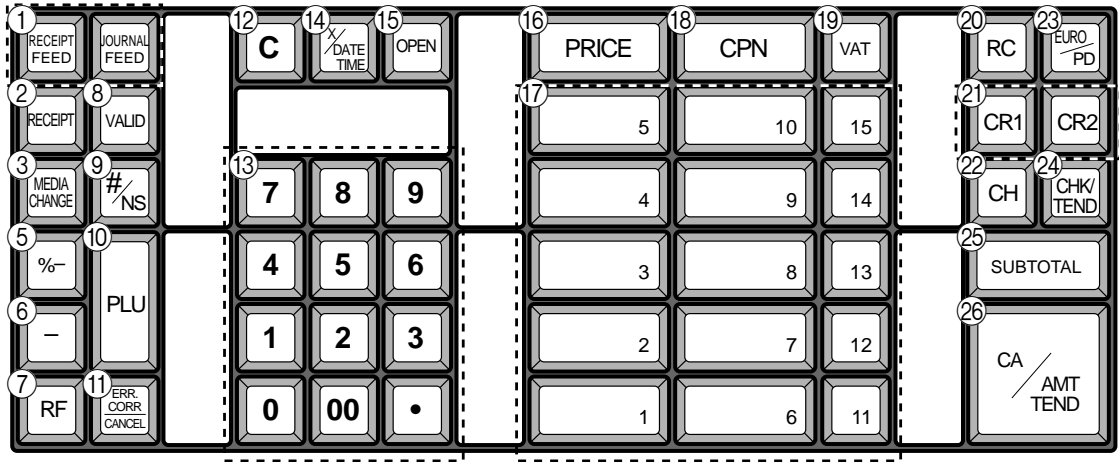 ① RECEIPT FEED JOURNAL FEED ⑫ C ⑭ X/DATE TIME ⑮ OPEN ⑯ PRICE ⑱ CPN ⑲ VAT ⑳ RC ㉓ EURO/PD
② RECEIPT ⑧ VALID ⑰ 5 10 15 ㉑ CR1 CR2
③ MEDIA CHANGE ⑨ #/NS ⑬ 7 8 9 4 9 14 ㉒ CH ㉔ CHK/TEND
⑤ %– ⑩ PLU 4 5 6 3 8 13 ㉕ SUBTOTAL
⑥ – 1 2 3 2 7 12 ㉖ CA/AMT TEND
⑦ RF ⑪ ERR. CORR CANCEL 0 00 • 1 6 11